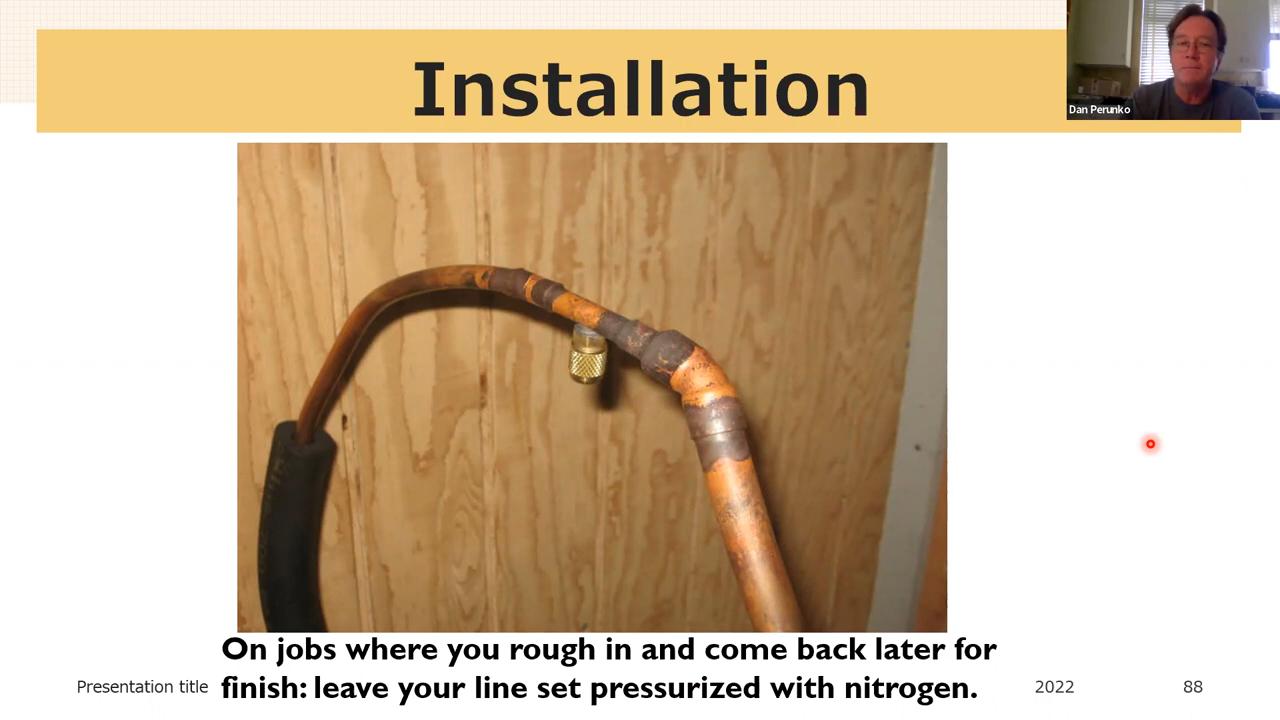 Installation
Dan Perunko
On jobs where you rough in and come back later for
finish: leave your line set pressurized with nitrogen.
Presentation title
2022
88